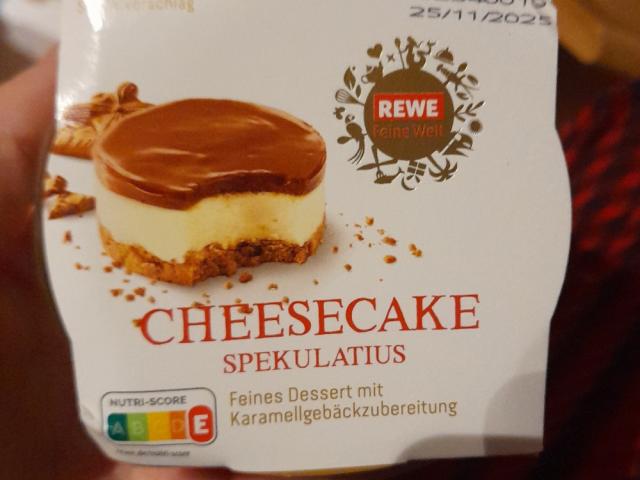 25/11/2025
REWE
Feine Welt
CHEESECAKE
SPEKULATIUS
NUTRI-SCORE
A B C D E
Feines Dessert mit
Karamellgebäckzubereitung